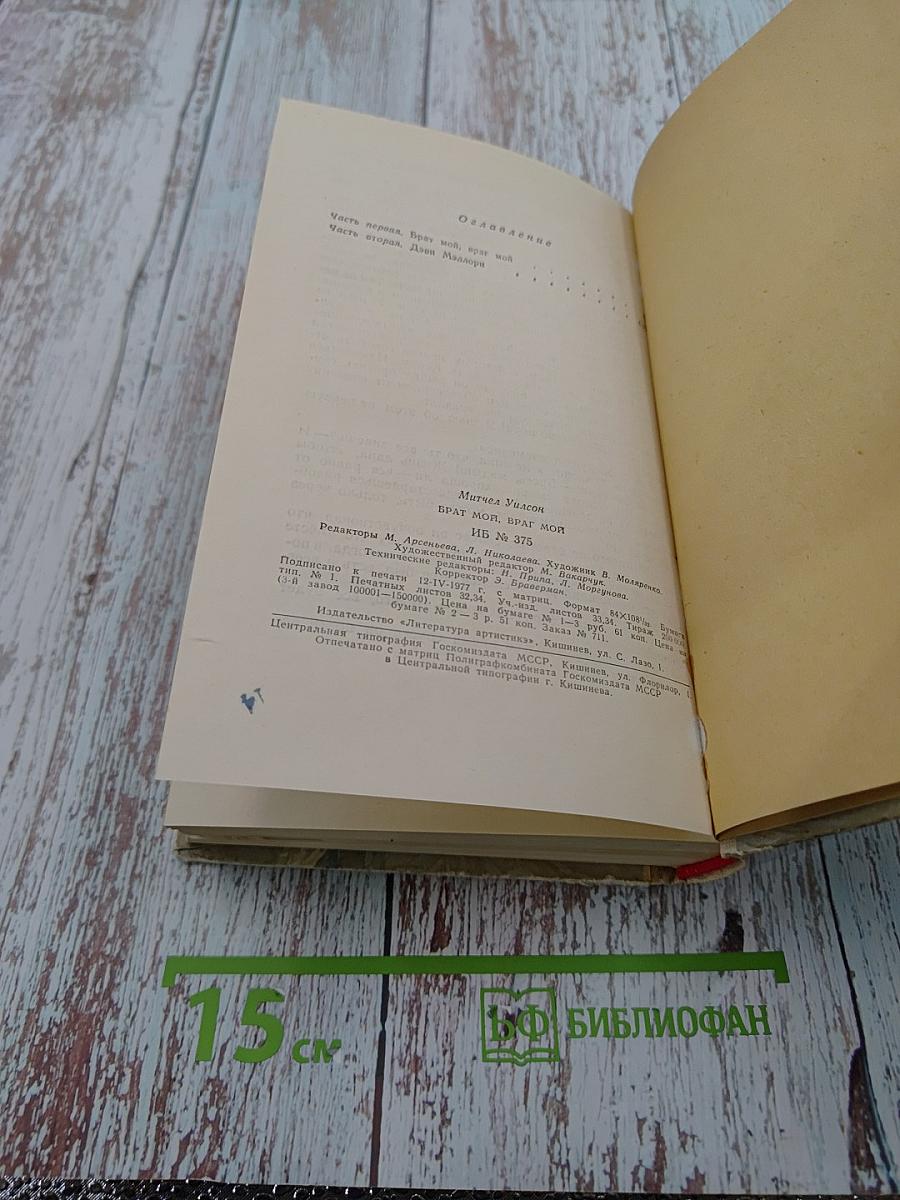 Оглавление
Часть первая. Брат мой, враг мой . . . . . . .
Часть вторая. Дэви Мэллори . . . . . . . .
Митчел Уилсон
БРАТ МОЙ, ВРАГ МОЙ
ИБ № 375
Редакторы М. Арсеньева, Л. Николаева. Художник В. Моляренко.
Художественный редактор М. Вакарчук.
Технические редакторы: Н. Припа, Л. Моргунова.
Корректор Э. Браверман.
Подписано к печати 12-IV-1977 г. с матриц. Формат 84×108¹/₃₂. Бумага
тип. № 1. Печатных листов 32,34. Уч.-изд. листов 33,34. Тираж
(3-й завод 100001—150000). Цена на бумаге № 1—3 руб. 61 коп. Цена на
бумаге № 2—3 р. 51 коп. Заказ № 711.
Издательство «Литература артистикэ», Кишинев, ул. С. Лазо, 1.
Центральная типография Госкомиздата МССР, Кишинев, ул. Флорилор, 1.
Отпечатано с матриц Полиграфкомбината Госкомиздата МССР
в Центральной типографии г. Кишинева.
15 см
БФ БИБЛИОФАН